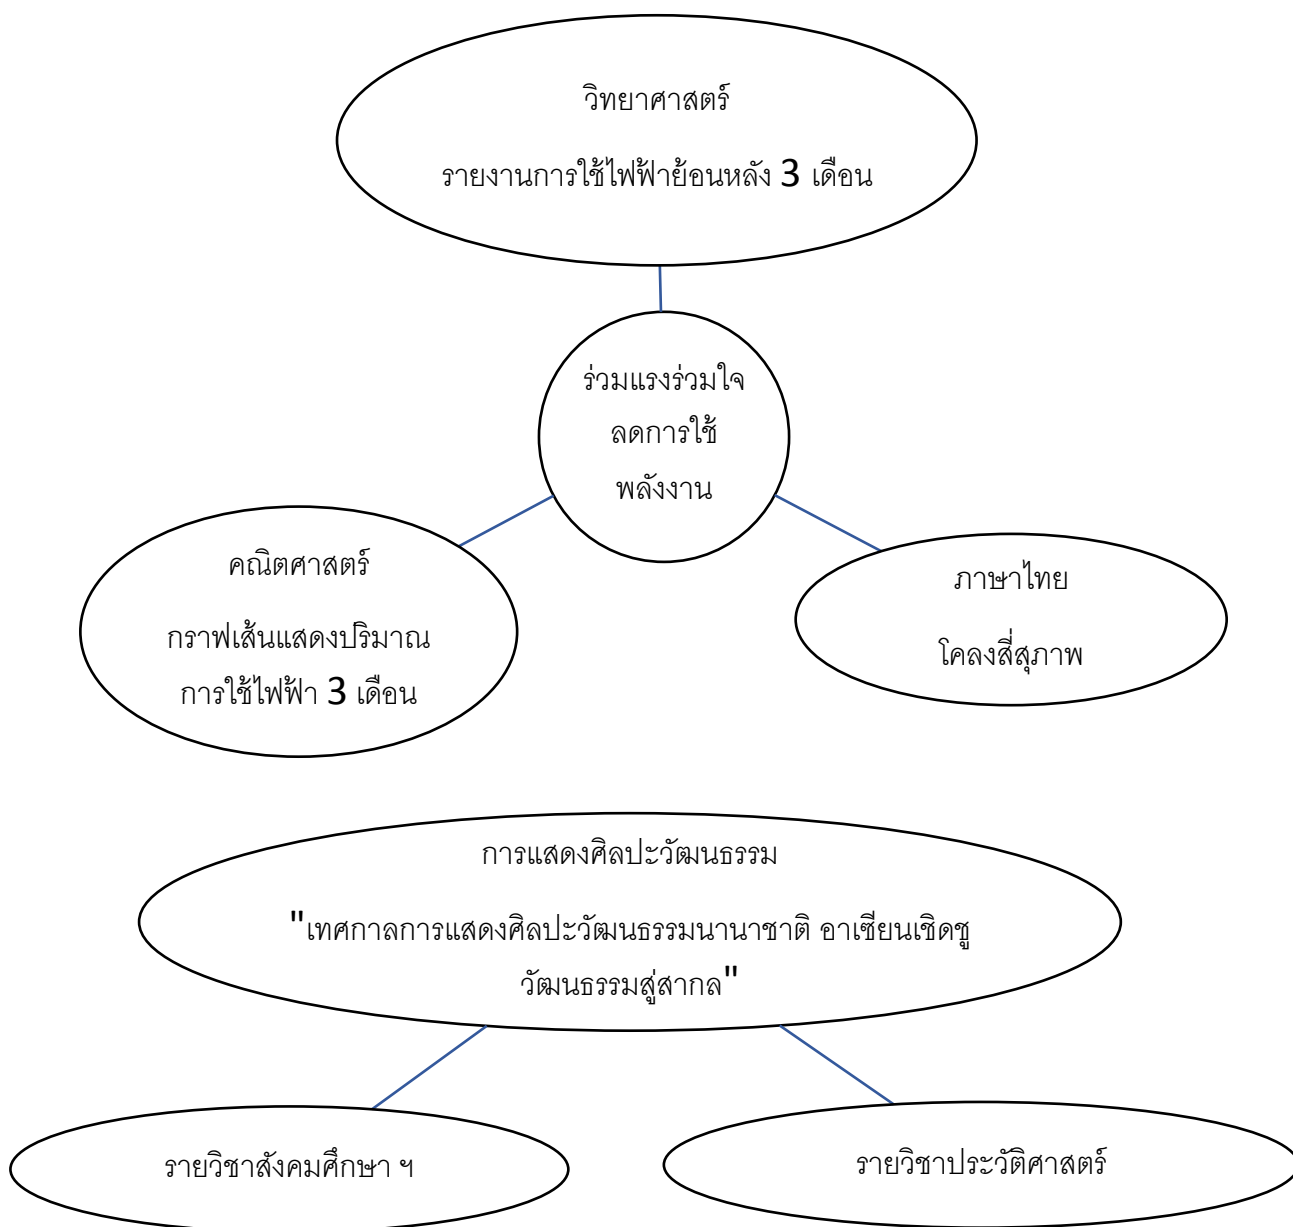 วิทยาศาสตร์
รายงานการใช้ไฟฟ้าย้อนหลัง 3 เดือน
ร่วมแรงร่วมใจ
ลดการใช้
พลังงาน
คณิตศาสตร์
กราฟเส้นแสดงปริมาณ
การใช้ไฟฟ้า 3 เดือน
ภาษาไทย
โคลงสี่สุภาพ
การแสดงศิลปะวัฒนธรรม
"เทศกาลการแสดงศิลปะวัฒนธรรมนานาชาติ อาเซียนเชิดชู
วัฒนธรรมสู่สากล"
รายวิชาสังคมศึกษา ฯ
รายวิชาประวัติศาสตร์